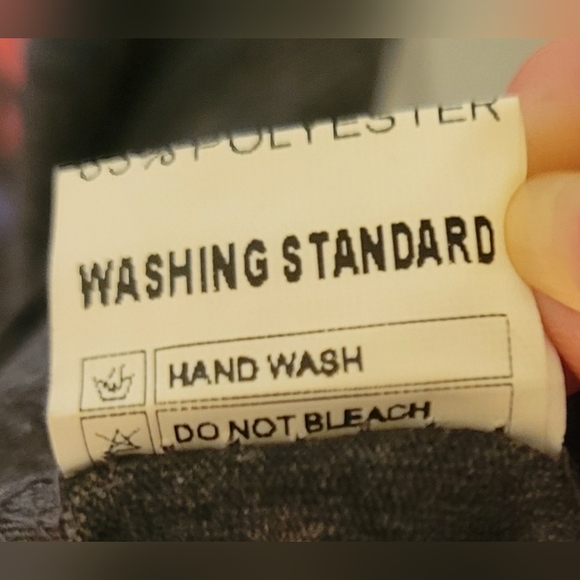 POLYESTER
WASHING STANDARD
HAND WASH
DO NOT BLEACH